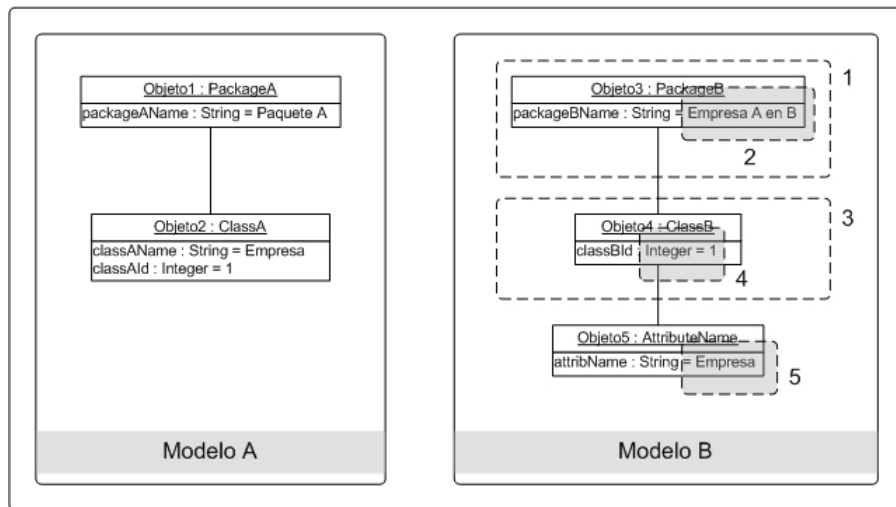 Objeto1 : PackageA
packageAName : String = Paquete A
Objeto2 : ClassA
classAName : String = Empresa
classAId : Integer = 1
Modelo A
Objeto3 : PackageB
packageBName : String = Empresa A en B
1
2
Objeto4 : ClassB
classBId : Integer = 1
3
4
Objeto5 : AttributeName
attribName : String = Empresa
5
Modelo B